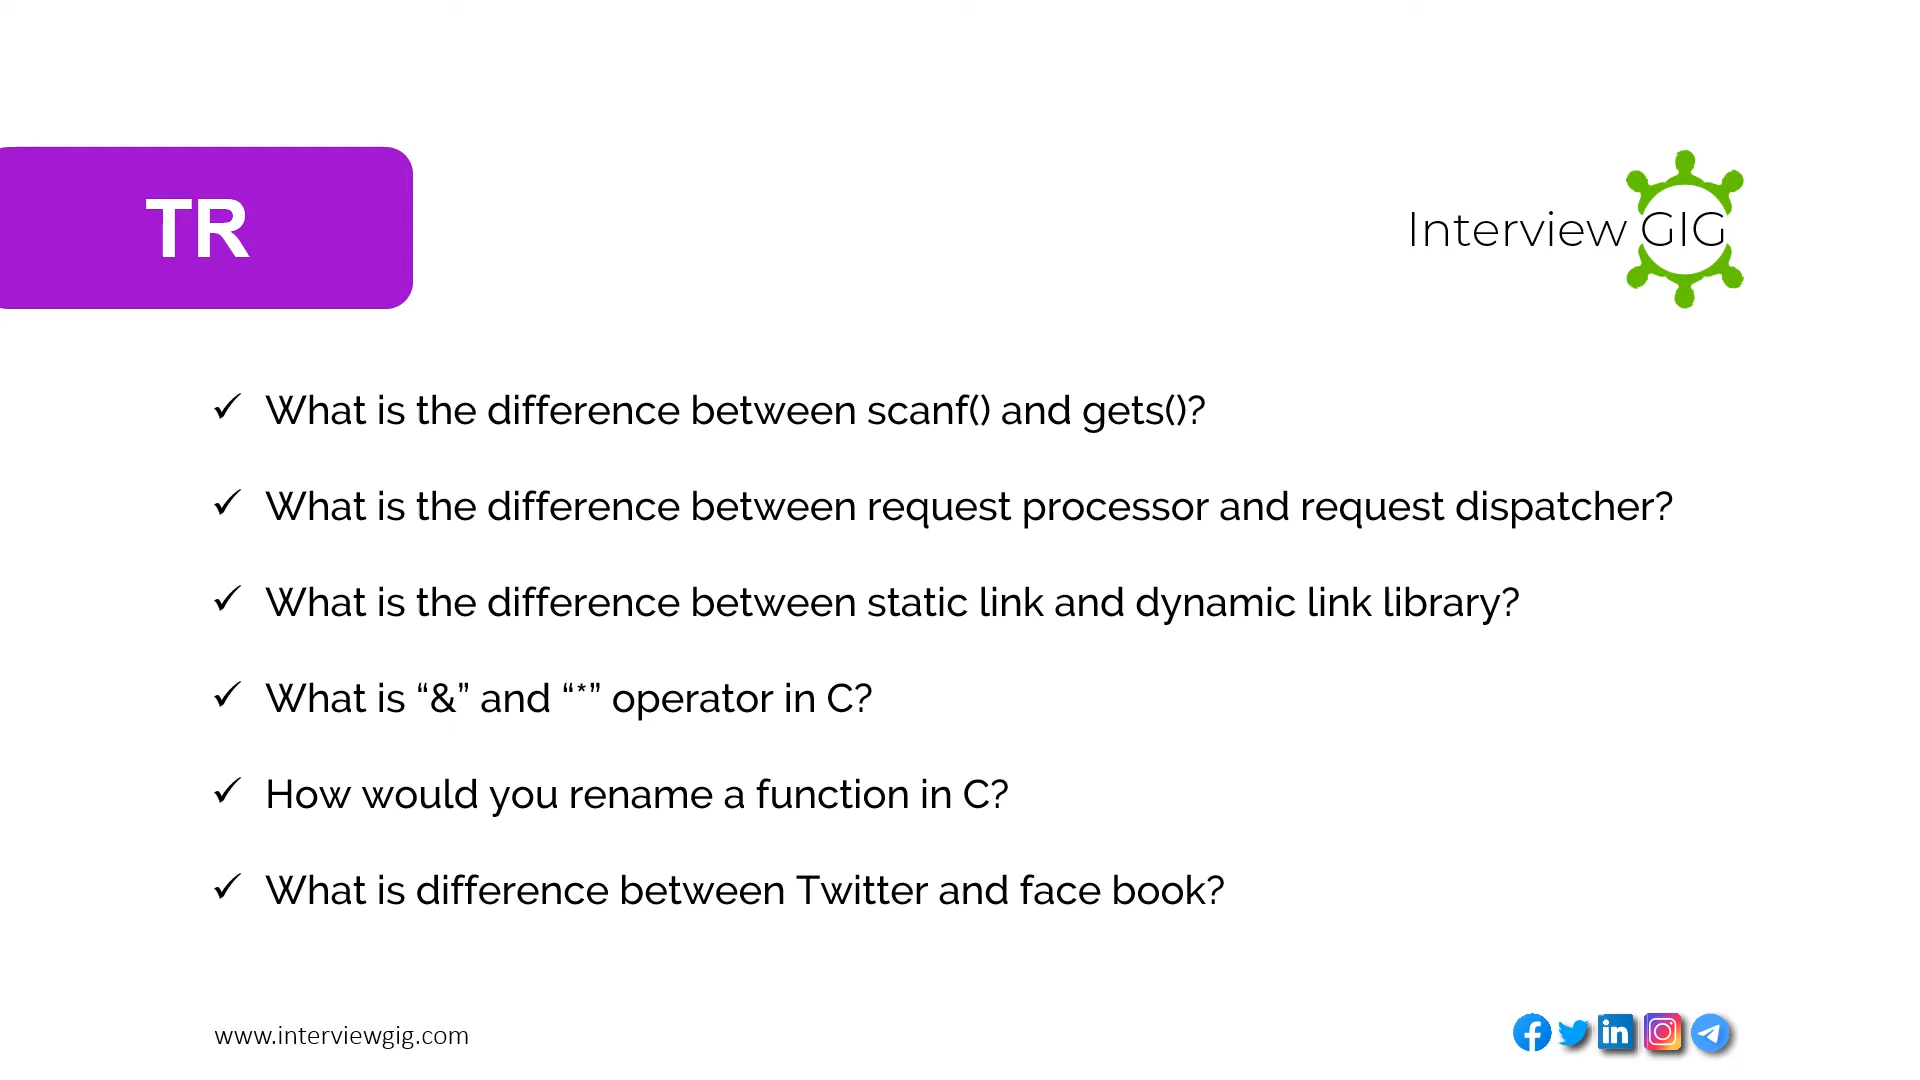 TR
Interview GIG
What is the difference between scanf() and gets()?
What is the difference between request processor and request dispatcher?
What is the difference between static link and dynamic link library?
What is “&” and “*” operator in C?
How would you rename a function in C?
What is difference between Twitter and face book?
www.interviewgig.com